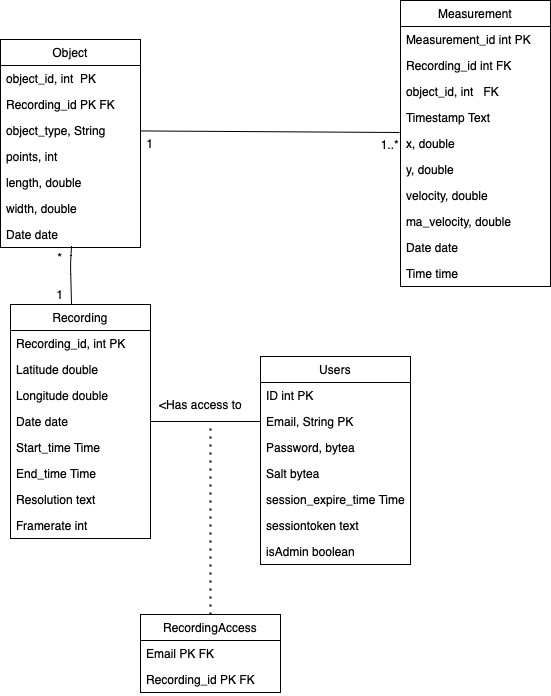 Measurement
Measurement_id int PK
Recording_id int FK
object_id, int FK
Timestamp Text
x, double
y, double
velocity, double
ma_velocity, double
Date date
Time time
Object
object_id, int PK
Recording_id PK FK
object_type, String
points, int
length, double
width, double
Date date
1
1..*
*
1
Recording
Recording_id, int PK
Latitude double
Longitude double
Date date
Start_time Time
End_time Time
Resolution text
Framerate int
<Has access to
Users
ID int PK
Email, String PK
Password, bytea
Salt bytea
session_expire_time Time
sessiontoken text
isAdmin boolean
RecordingAccess
Email PK FK
Recording_id PK FK